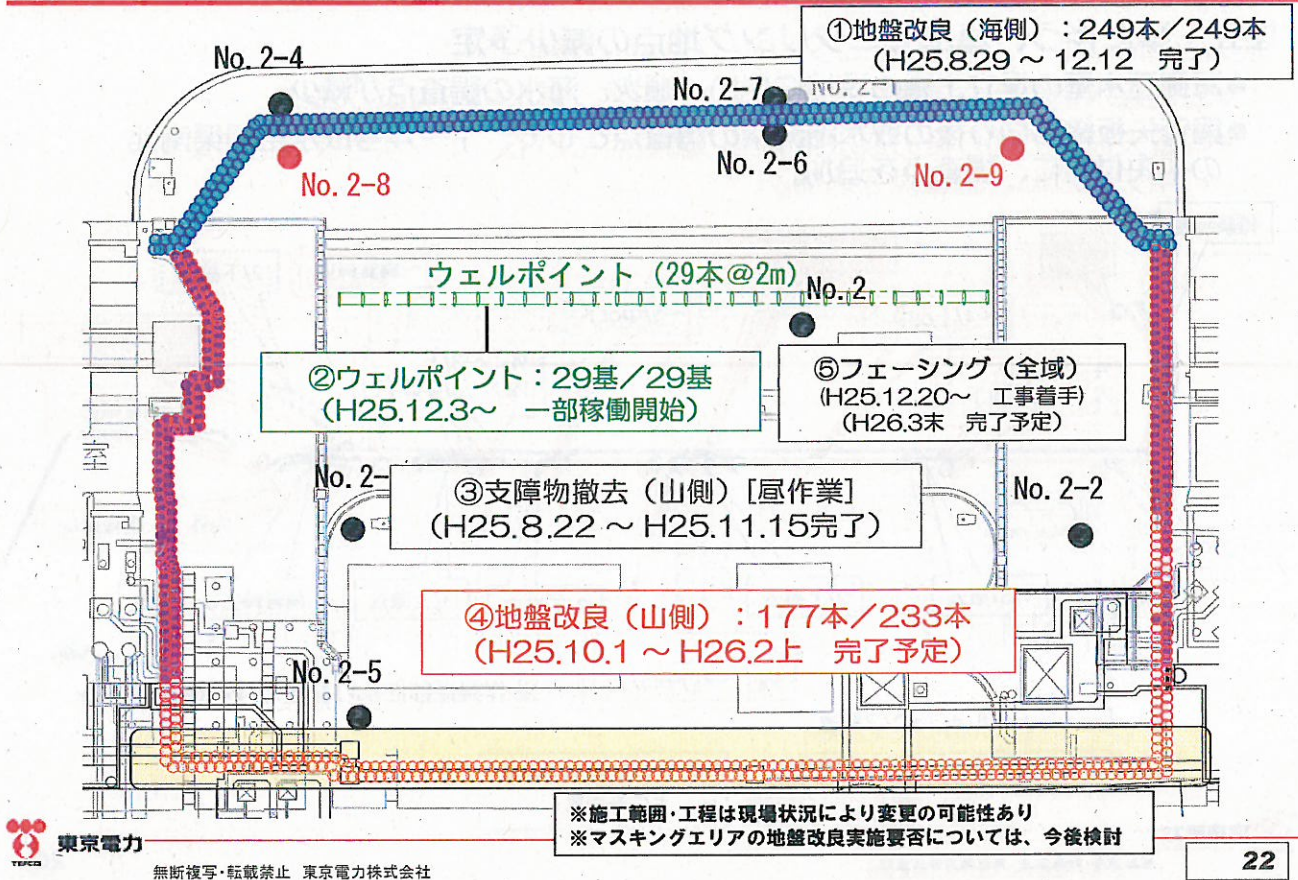 ①地盤改良（海側）：249本／249本
（H25.8.29 ～ 12.12　完了）
No. 2-4
No. 2-7
No. 2-6
No. 2-8
No. 2-9
ウェルポイント（29本@2m）
No. 2
②ウェルポイント：29基／29基
（H25.12.3～　一部稼働開始）
⑤フェーシング（全域）
(H25.12.20～　工事着手)
（H26.3末　完了予定）
室
No. 2-
③支障物撤去（山側）[昼作業]
（H25.8.22 ～ H25.11.15完了）
No. 2-2
④地盤改良（山側）：177本／233本
（H25.10.1 ～ H26.2上　完了予定）
No. 2-5
※施工範囲・工程は現場状況により変更の可能性あり
※マスキングエリアの地盤改良実施要否については、今後検討
TEPCO
東京電力
無断複写・転載禁止　東京電力株式会社
22